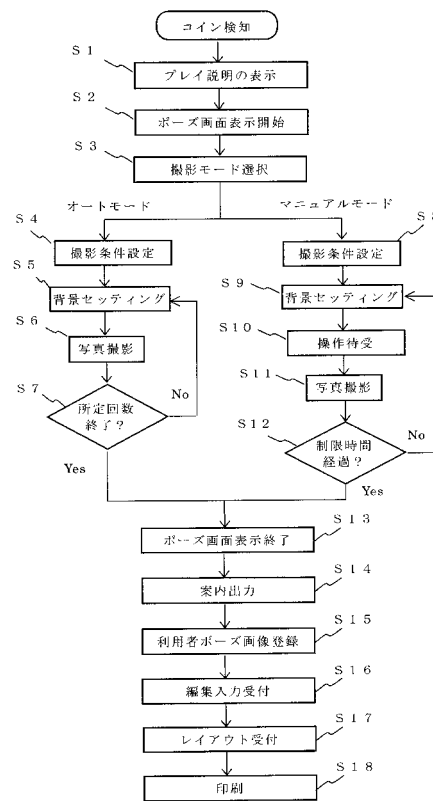 コイン検知
S1
プレイ説明の表示
S2
ポーズ画面表示開始
S3
撮影モード選択
オートモード
マニュアルモード
S4
撮影条件設定
S5
背景セッティング
S6
写真撮影
S7
所定回数
終了?
No
Yes
撮影条件設定
S9
背景セッティング
S10
操作待受
S11
写真撮影
S12
制限時間
経過?
No
Yes
S13
ポーズ画面表示終了
S14
案内出力
S15
利用者ポーズ画像登録
S16
編集入力受付
S17
レイアウト受付
S18
印刷